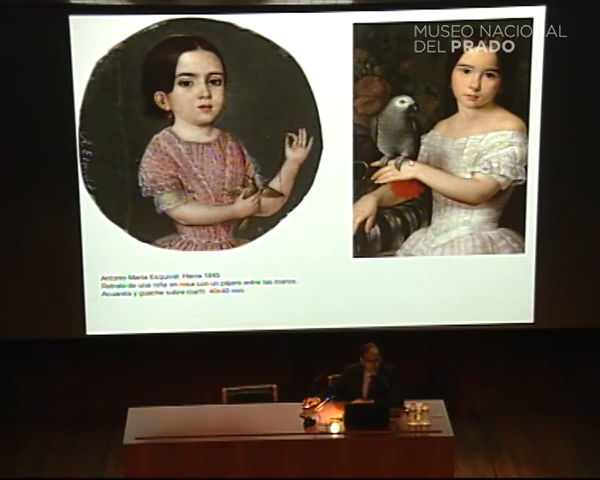 MUSEO NACIONAL
DEL PRADO
Antonio María Esquivel. Hacia 1845
Retrato de una niña en rosa con un pájaro entre las manos.
Acuarela y gouche sobre marfil. 40x40 mm